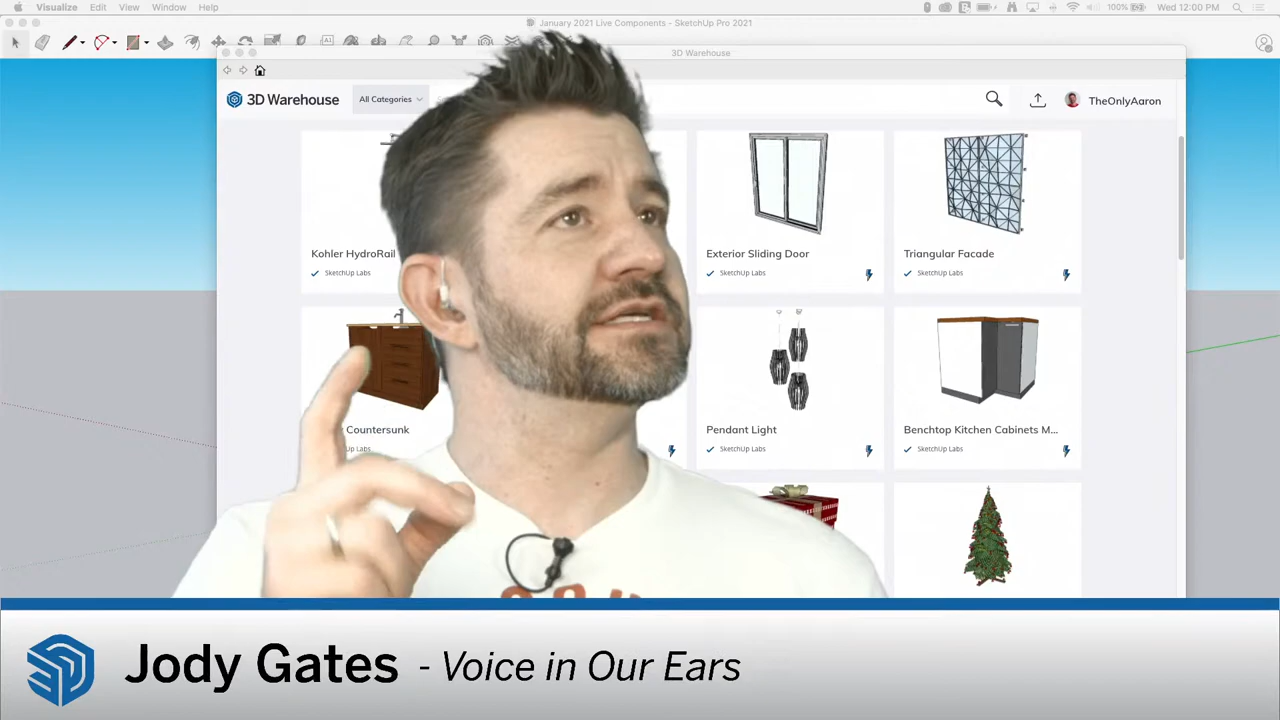 Visualize Edit View Window Help
100% Wed 12:00 PM
January 2021 Live Components - SketchUp Pro 2021
3D Warehouse
3D Warehouse All Categories TheOnlyAaron
Kohler HydroRail Exterior Sliding Door Triangular Facade
SketchUp Labs SketchUp Labs SketchUp Labs
Countersunk Pendant Light Benchtop Kitchen Cabinets M...
Up Labs SketchUp Labs SketchUp Labs
Jody Gates - Voice in Our Ears